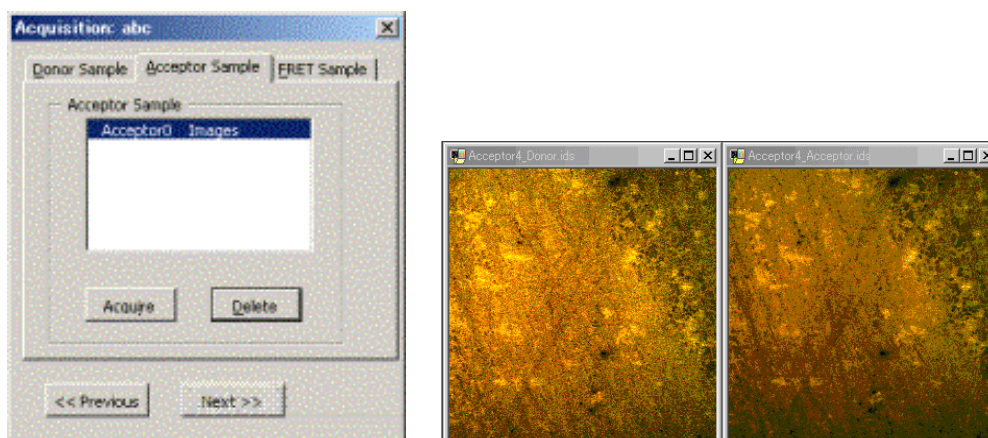 Acquisition: abc
Donor Sample Acceptor Sample FRET Sample
Acceptor Sample
Acceptor0 Images
Acquire Delete
<< Previous Next >>
Acceptor4_Donor.ids
Acceptor4_Acceptor.ids